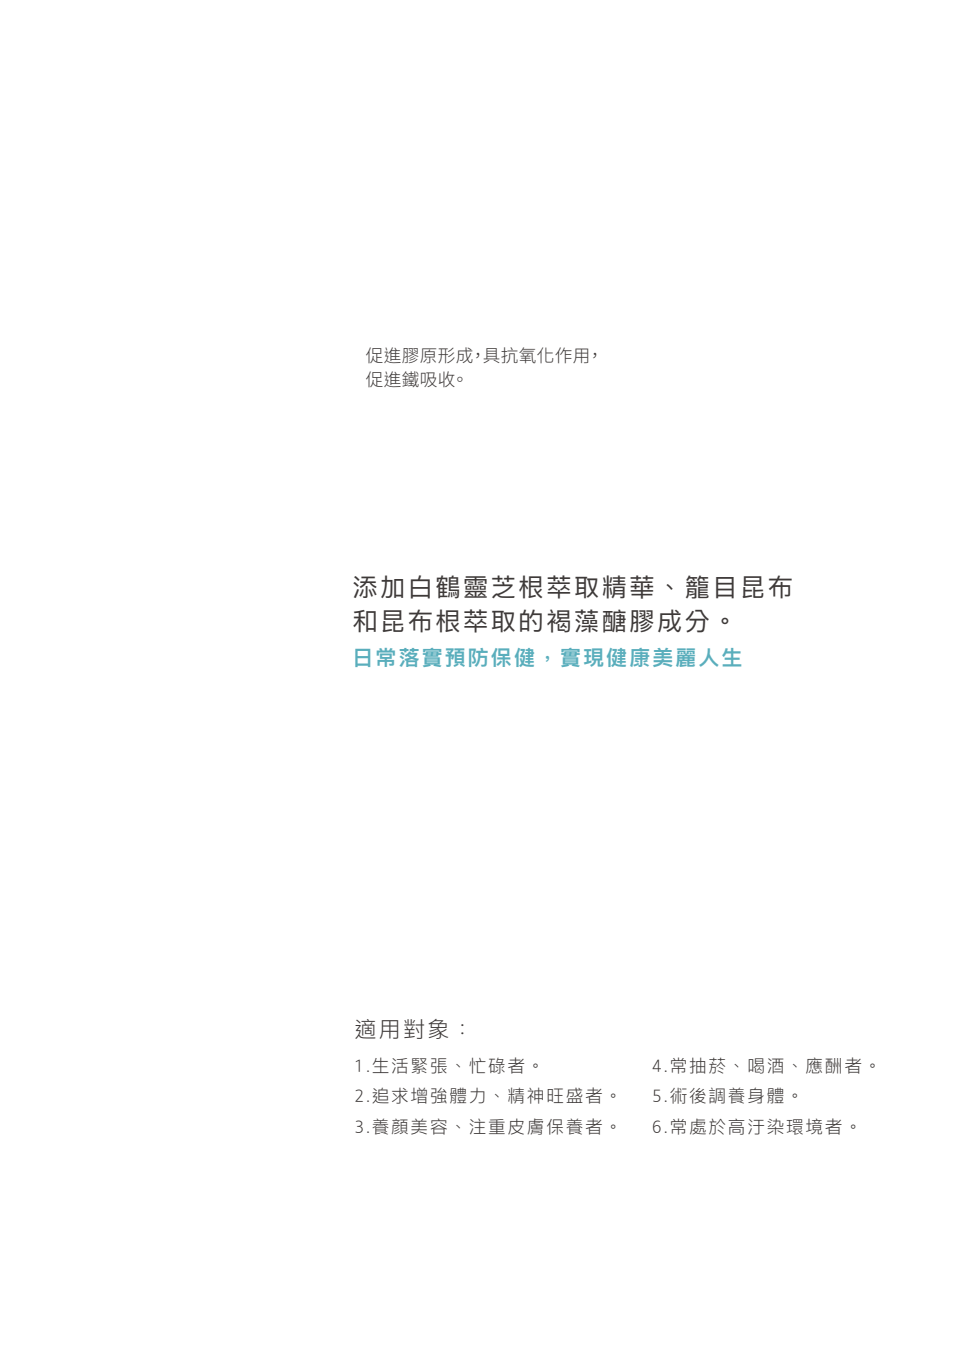 促進膠原形成，具抗氧化作用，
促進鐵吸收。
添加白鶴靈芝根萃取精華、籠目昆布
和昆布根萃取的褐藻醣膠成分。
日常落實預防保健，實現健康美麗人生
適用對象：
1.生活緊張、忙碌者。
2.追求增強體力、精神旺盛者。
3.養顏美容、注重皮膚保養者。
4.常抽菸、喝酒、應酬者。
5.術後調養身體。
6.常處於高汙染環境者。